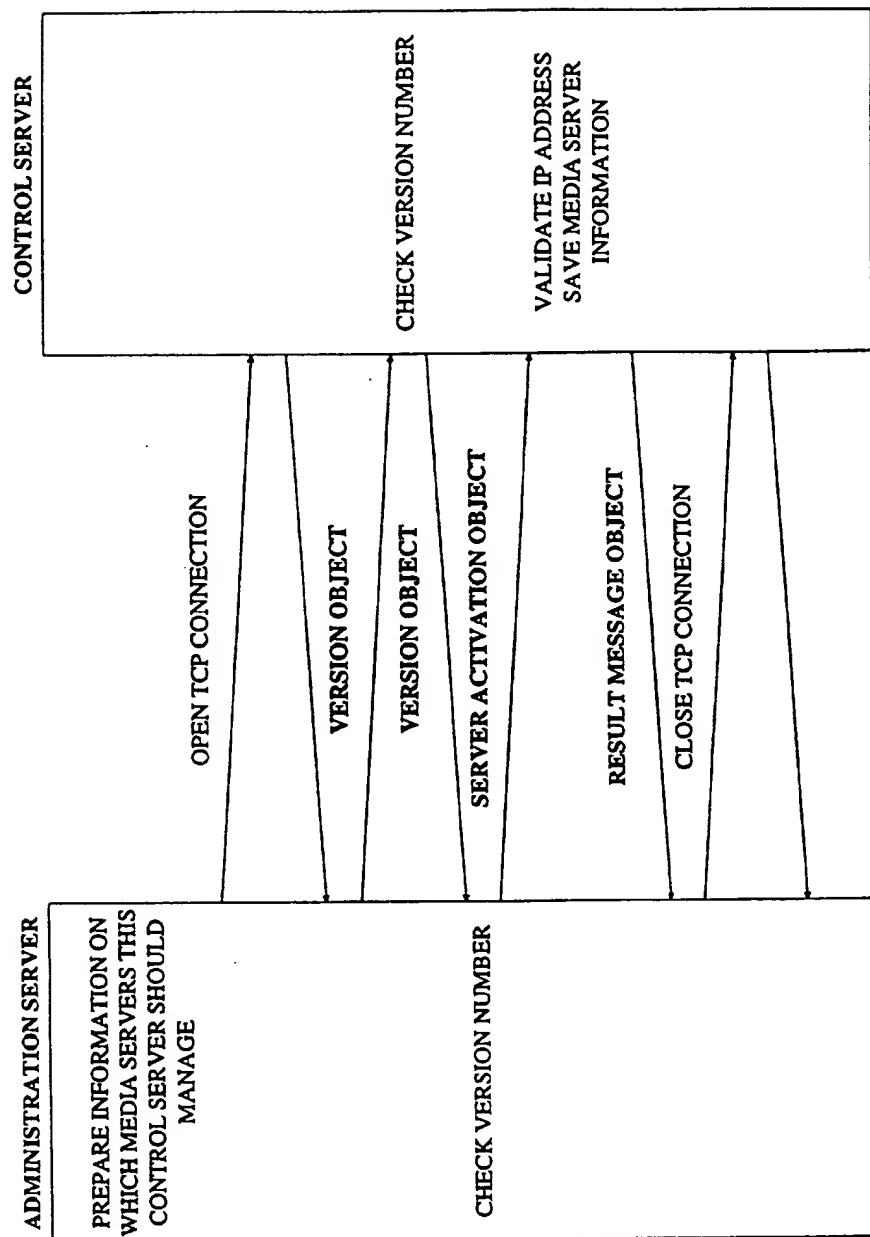 ADMINISTRATION SERVER
CONTROL SERVER
PREPARE INFORMATION ON
WHICH MEDIA SERVERS THIS
CONTROL SERVER SHOULD
MANAGE
OPEN TCP CONNECTION
VERSION OBJECT
VERSION OBJECT
CHECK VERSION NUMBER
SERVER ACTIVATION OBJECT
CHECK VERSION NUMBER
VALIDATE IP ADDRESS
SAVE MEDIA SERVER
INFORMATION
RESULT MESSAGE OBJECT
CLOSE TCP CONNECTION